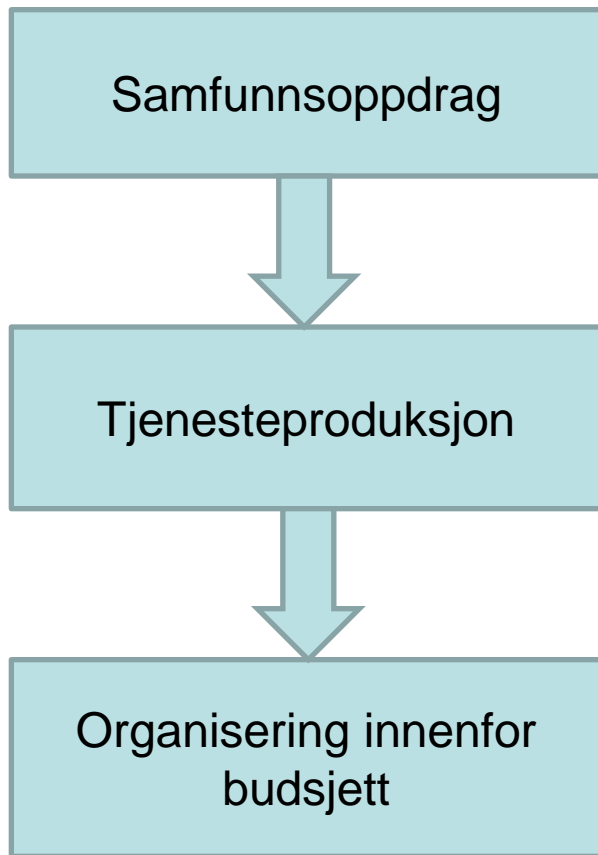 Samfunnsoppdrag
Tjenesteproduksjon
Organisering innenfor
budsjett